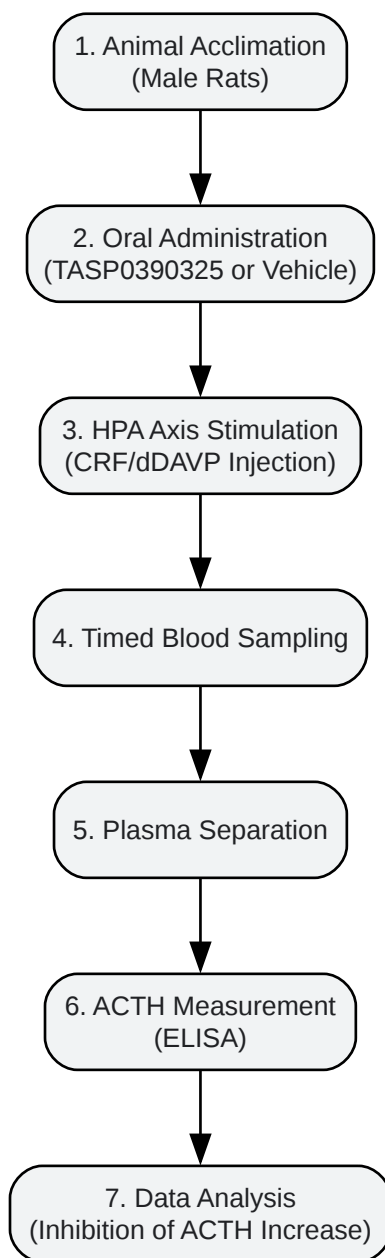 1. Animal Acclimation
(Male Rats)
2. Oral Administration
(TASP0390325 or Vehicle)
3. HPA Axis Stimulation
(CRF/dDAVP Injection)
4. Timed Blood Sampling
5. Plasma Separation
6. ACTH Measurement
(ELISA)
7. Data Analysis
(Inhibition of ACTH Increase)